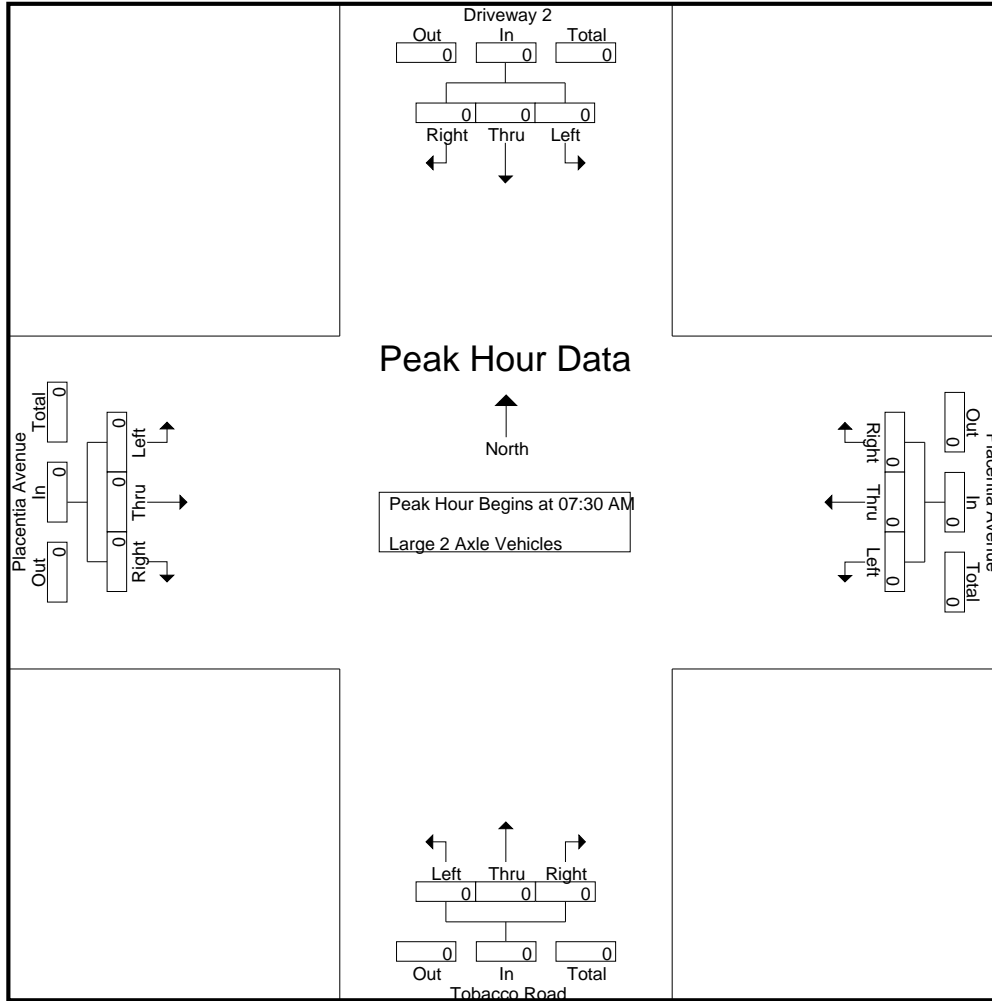 Driveway 2
Out In Total
0 0 0
0 0 0
Right Thru Left
Peak Hour Data
North
Peak Hour Begins at 07:30 AM
Large 2 Axle Vehicles
Placentia Avenue
Out In Total
0 0 0
Right Thru Left
0 0 0
Placentia Avenue
Out In Total
0 0 0
0 0 0
Right Thru Left
Left Thru Right
0 0 0
0 0 0
Out In Total
Tobacco Road